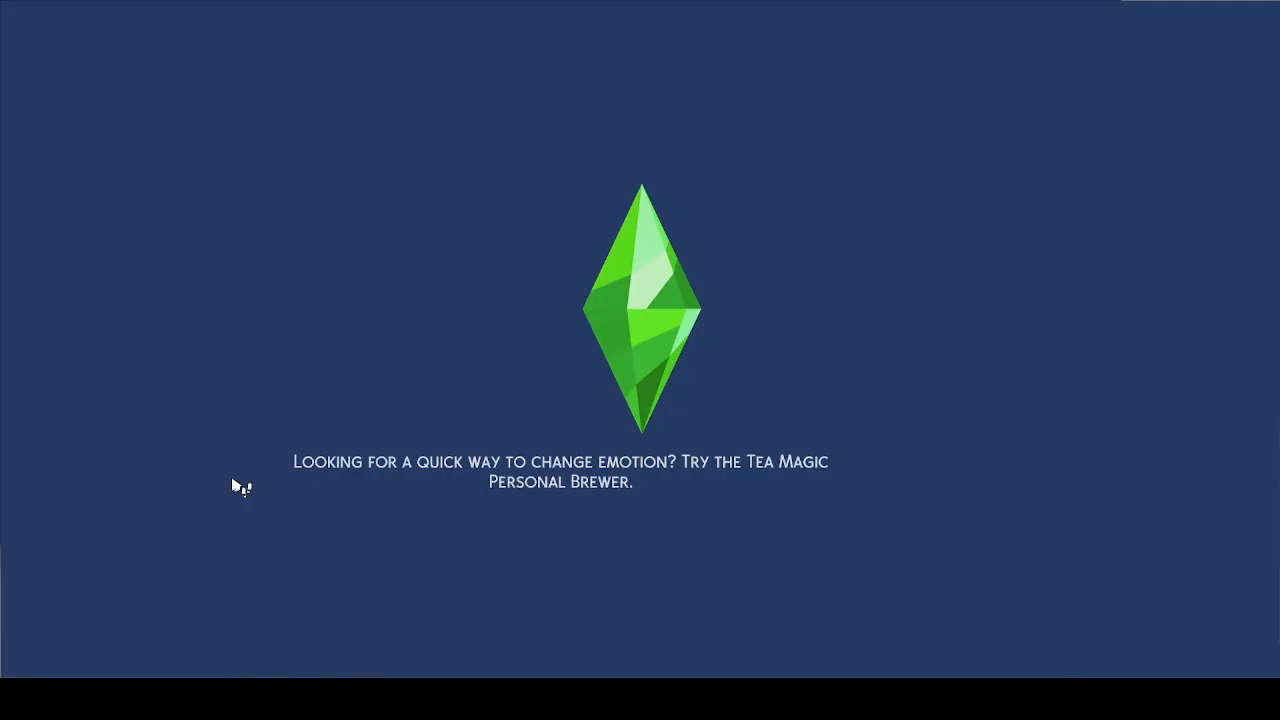 Looking for a quick way to change emotion? Try the Tea Magic
Personal Brewer.